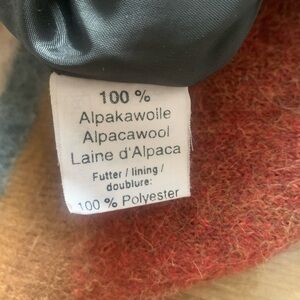 100 %
Alpakawolle
Alpacawool
Laine d'Alpaca
Futter / lining /
doublure:
100 % Polyester